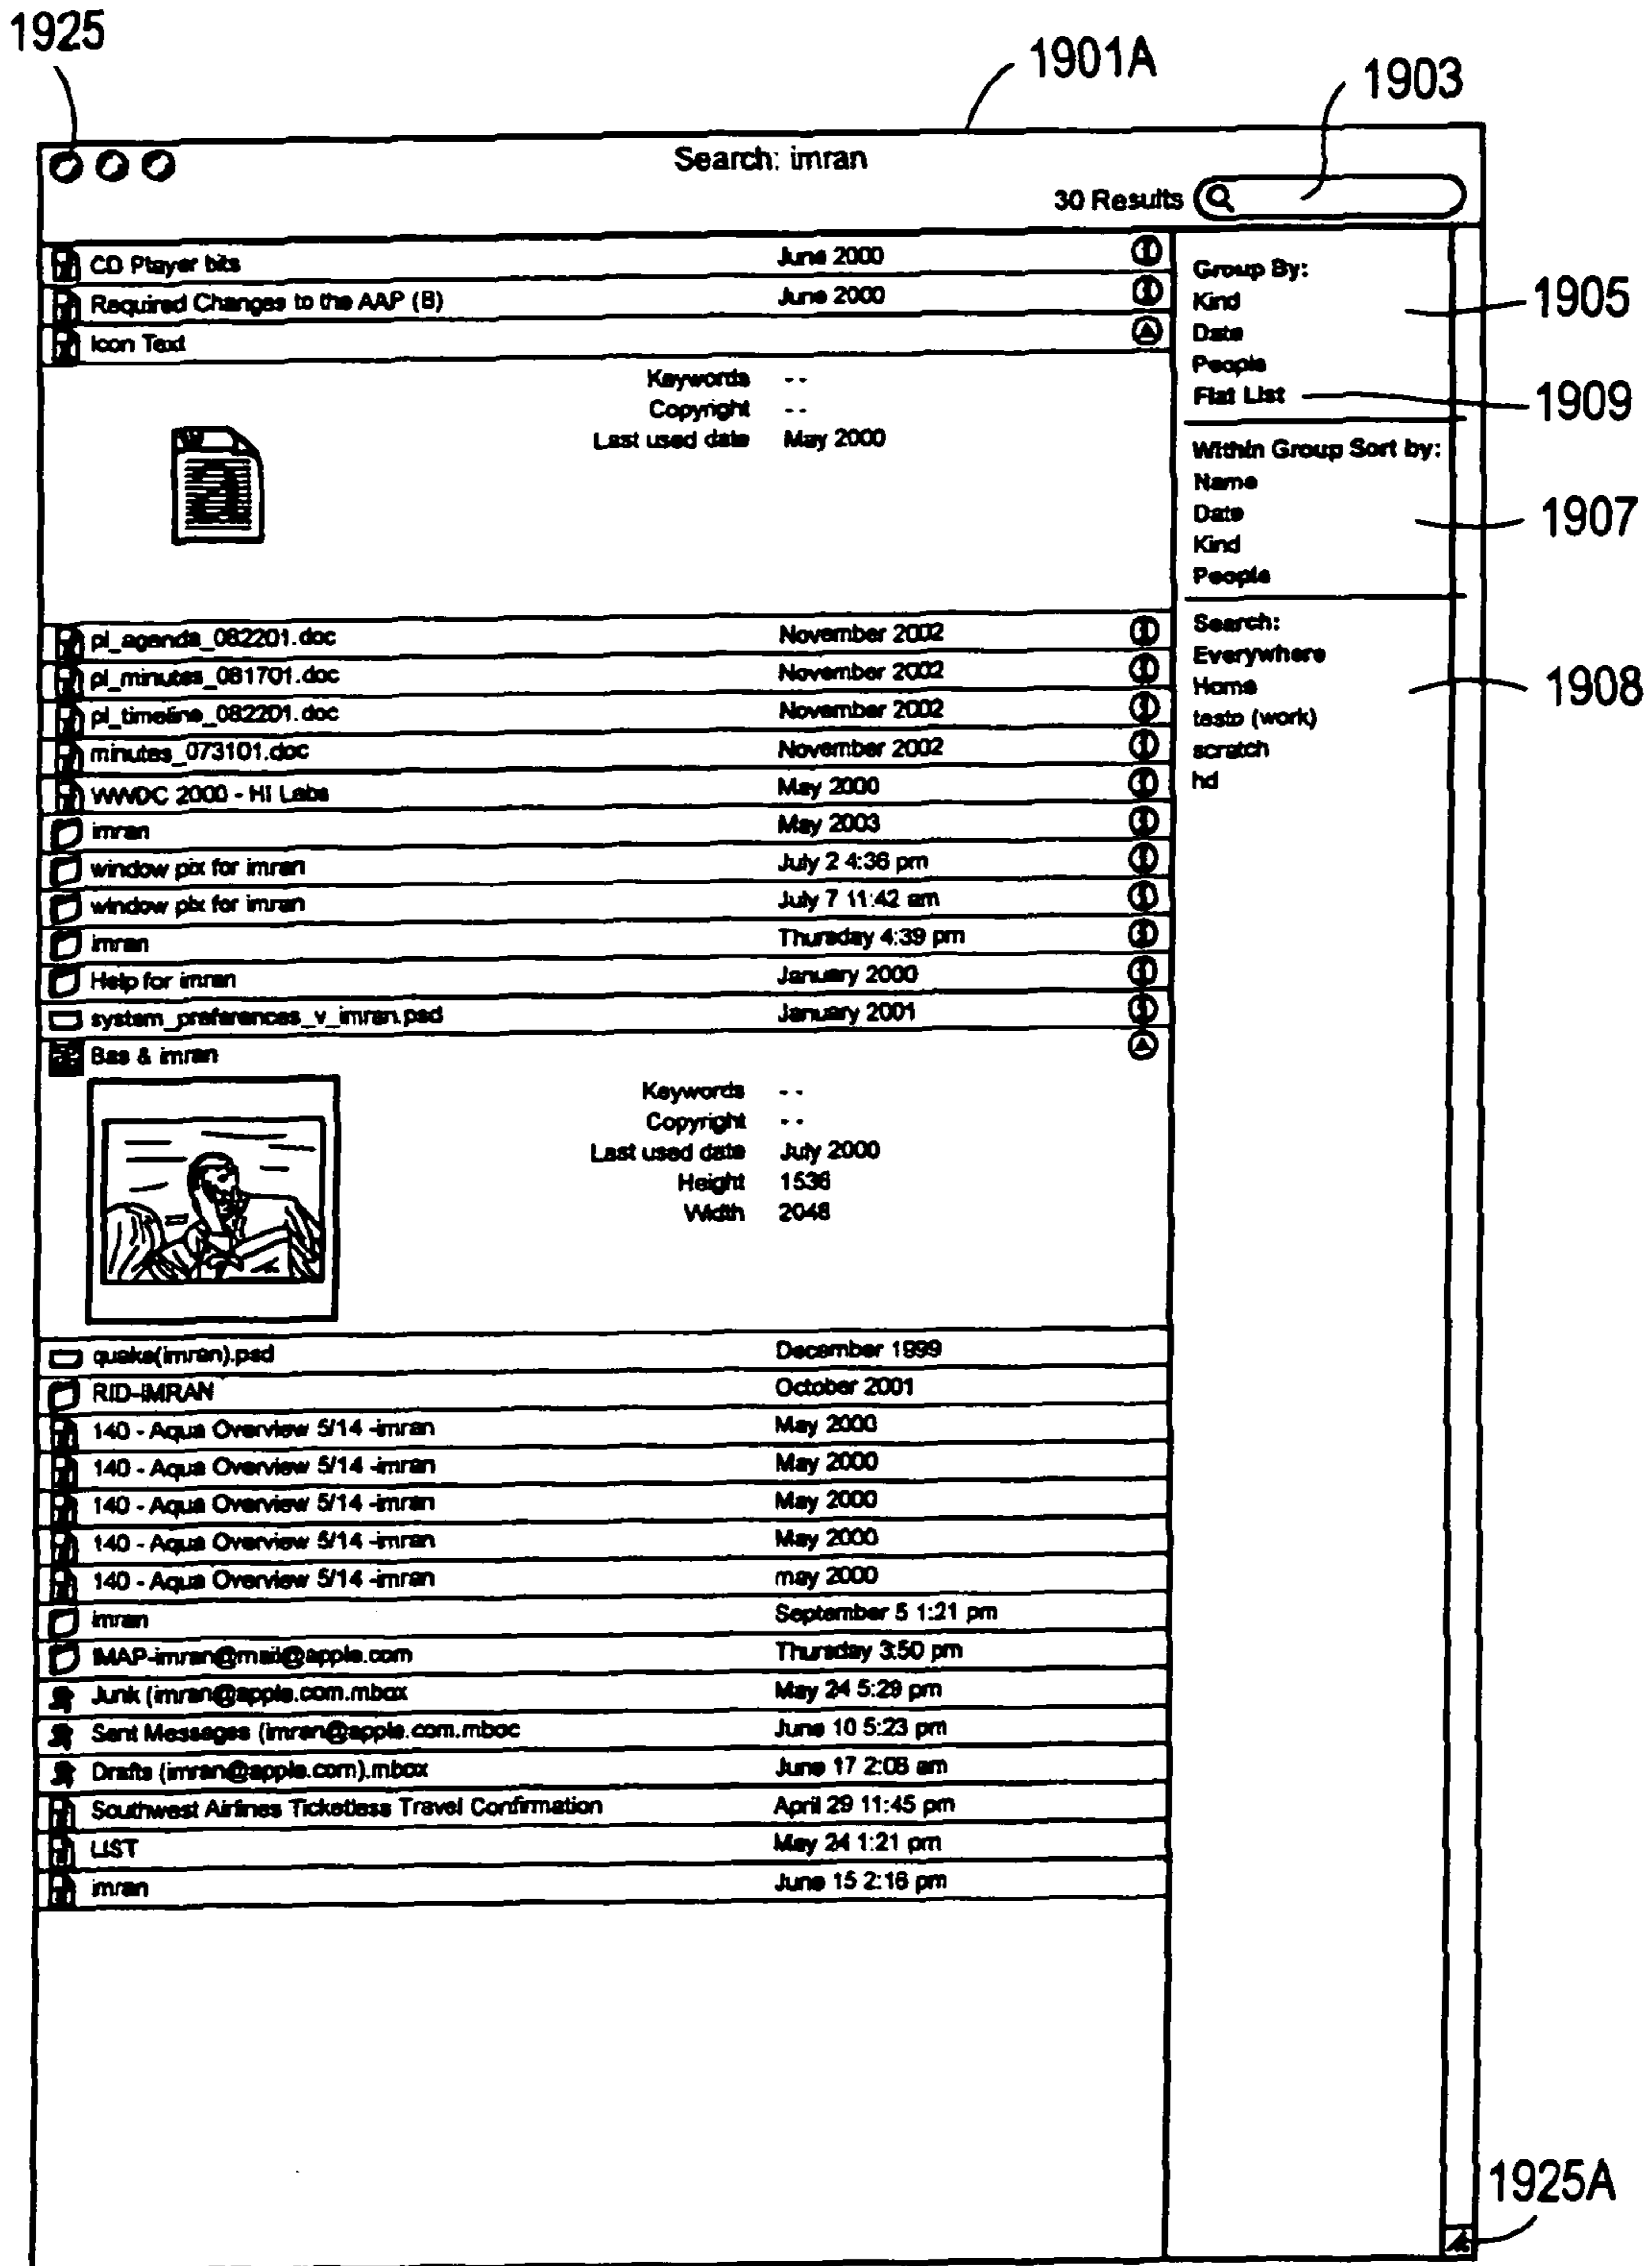 1925
1901A
1903
Search: imran
30 Results
CD Player bits June 2000
Required Changes to the AAP (B) June 2000
Icon Text
Keywords --
Copyright --
Last used date May 2000
pl_agenda_082201.doc November 2002
pl_minutes_081701.doc November 2002
pl_timeline_082201.doc November 2002
minutes_073101.doc November 2002
WWDC 2000 - HI Labs May 2000
imran May 2003
window pix for imran July 2 4:36 pm
window pix for imran July 7 11:42 am
imran Thursday 4:39 pm
Help for imran January 2000
system_preferences_v_imran.psd January 2001
Bas & imran
Keywords --
Copyright --
Last used date July 2000
Height 1536
Width 2048
quake(imran).psd December 1999
RID-IMRAN October 2001
140 - Aqua Overview 5/14 -imran May 2000
140 - Aqua Overview 5/14 -imran May 2000
140 - Aqua Overview 5/14 -imran May 2000
140 - Aqua Overview 5/14 -imran May 2000
140 - Aqua Overview 5/14 -imran may 2000
imran September 5 1:21 pm
IMAP-imran@mail@apple.com Thursday 3:50 pm
Junk (imran@apple.com.mbox May 24 5:29 pm
Sent Messages (imran@apple.com.mboc June 10 5:23 pm
Drafts (imran@apple.com).mbox June 17 2:08 am
Southwest Airlines Ticketless Travel Confirmation April 29 11:45 pm
LIST May 24 1:21 pm
imran June 15 2:16 pm
Group By:
Kind
Date
People
Flat List
1905
1909
Within Group Sort by:
Name
Date
Kind
People
1907
Search:
Everywhere
Home
testo (work)
scratch
hd
1908
1925A